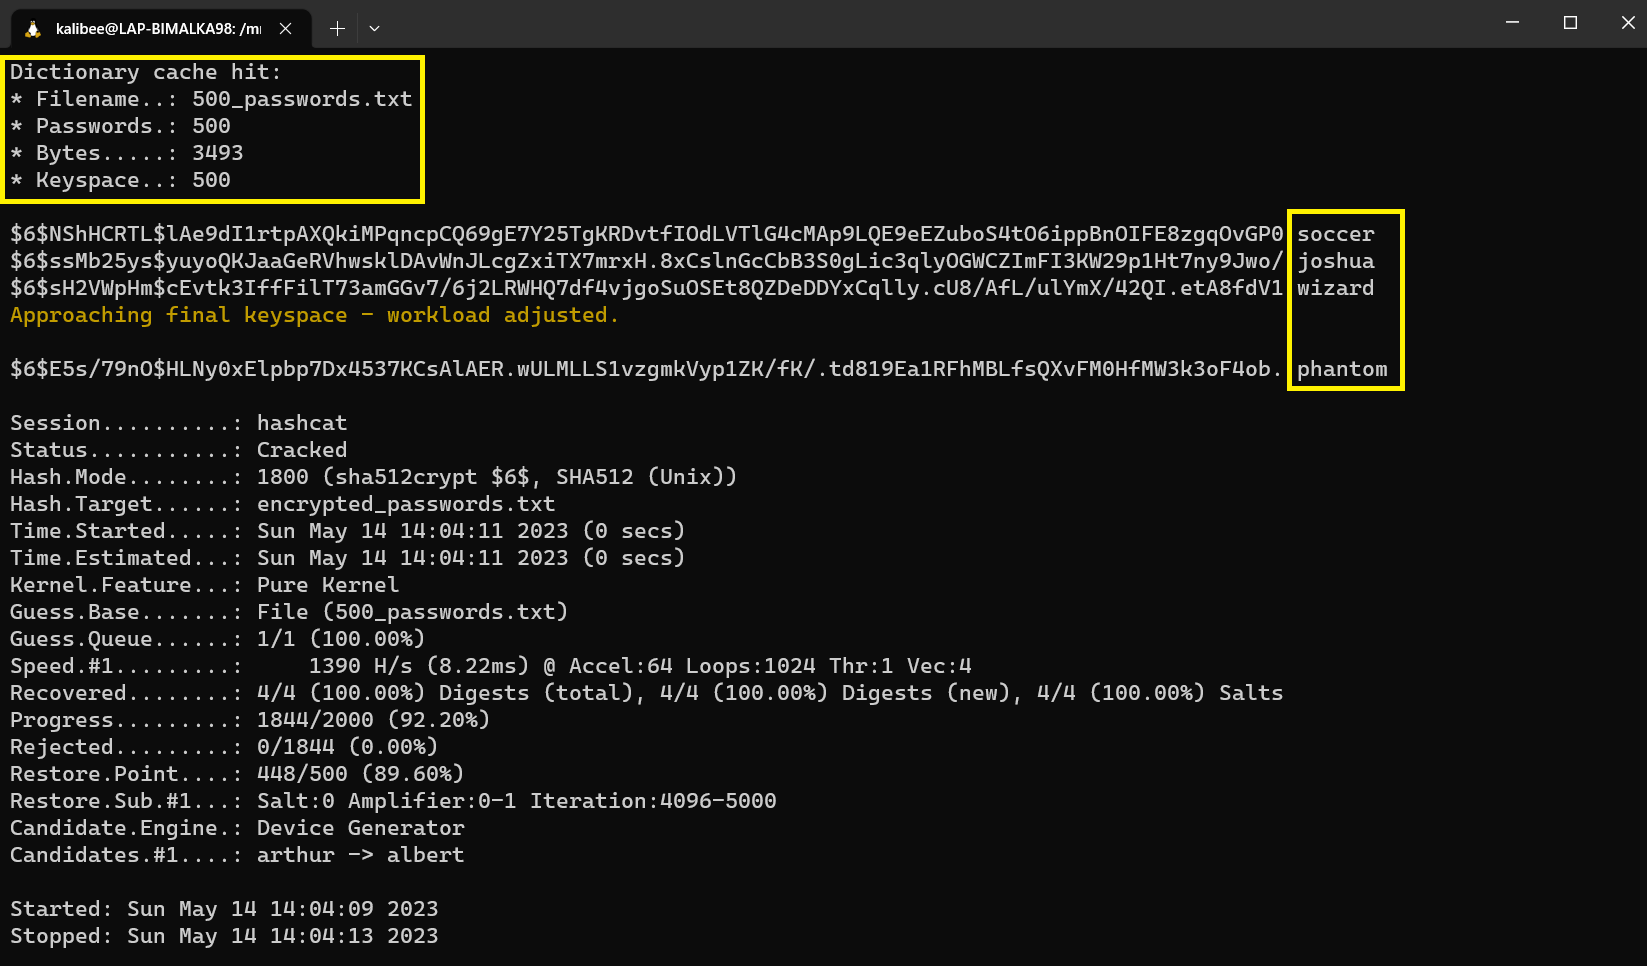 kalibee@LAP-BIMALKA98: /mı
Dictionary cache hit:
* Filename..: 500_passwords.txt
* Passwords.: 500
* Bytes.....: 3493
* Keyspace..: 500
$6$NShHCRTL$lAe9dI1rtpAXQkiMPqncpCQ69gE7Y25TgKRDvtfIOdLVTlG4cMAp9LQE9eEZuboS4tO6ippBnOIFE8zgqOvGP0 soccer
$6$ssMb25ys$yuyoQKJaaGeRVhwsklDAvWnJLcgZxiTX7mrxH.8xCslnGcCbB3S0gLic3qlyOGWCZImFI3KW29p1Ht7ny9Jwo/ joshua
$6$sH2VWpHm$cEvtk3IffFilT73amGGv7/6j2LRWHQ7df4vjgoSuOSEt8QZDeDDYxCqlly.cU8/AfL/ulYmX/42QI.etA8fdV1 wizard
Approaching final keyspace - workload adjusted.
$6$E5s/79nO$HLNy0xElpbp7Dx4537KCsAlAER.wULMLLS1vzgmkVyp1ZK/fK/.td819Ea1RFhMBLfsQXvFM0HfMW3k3oF4ob. phantom
Session..........: hashcat
Status...........: Cracked
Hash.Mode........: 1800 (sha512crypt $6$, SHA512 (Unix))
Hash.Target......: encrypted_passwords.txt
Time.Started.....: Sun May 14 14:04:11 2023 (0 secs)
Time.Estimated...: Sun May 14 14:04:11 2023 (0 secs)
Kernel.Feature...: Pure Kernel
Guess.Base.......: File (500_passwords.txt)
Guess.Queue......: 1/1 (100.00%)
Speed.#1.........:     1390 H/s (8.22ms) @ Accel:64 Loops:1024 Thr:1 Vec:4
Recovered........: 4/4 (100.00%) Digests (total), 4/4 (100.00%) Digests (new), 4/4 (100.00%) Salts
Progress.........: 1844/2000 (92.20%)
Rejected.........: 0/1844 (0.00%)
Restore.Point....: 448/500 (89.60%)
Restore.Sub.#1...: Salt:0 Amplifier:0-1 Iteration:4096-5000
Candidate.Engine.: Device Generator
Candidates.#1....: arthur -> albert
Started: Sun May 14 14:04:09 2023
Stopped: Sun May 14 14:04:13 2023